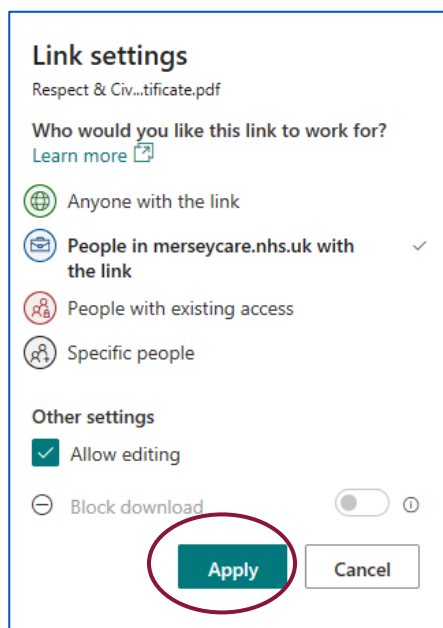 Link settings
Respect & Civ...tificate.pdf
Who would you like this link to work for?
Learn more
Anyone with the link
People in merseycare.nhs.uk with
the link
People with existing access
Specific people
Other settings
Allow editing
Block download
Apply
Cancel